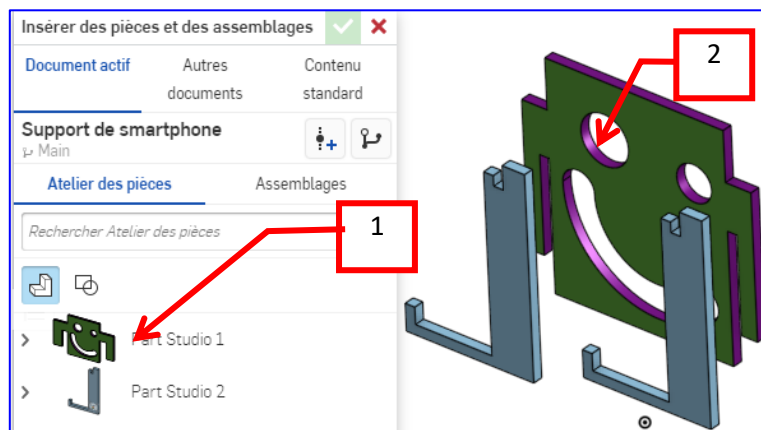 Insérer des pièces et des assemblages
Document actif
Autres documents
Contenu standard
Support de smartphone
Main
Atelier des pièces
Assemblages
Rechercher Atelier des pièces
1
2
Part Studio 1
Part Studio 2